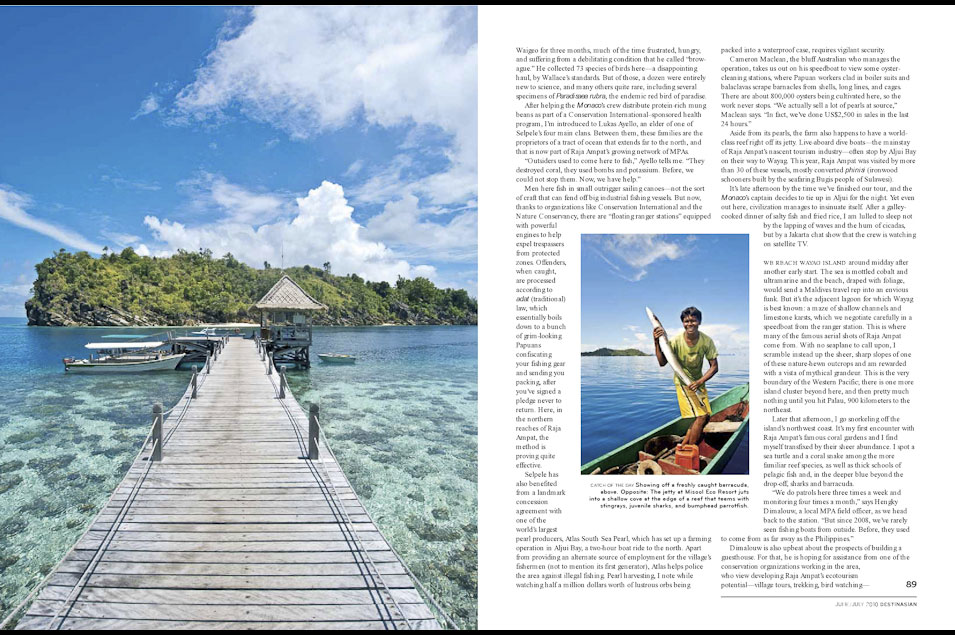 Waigeo for three months, much of the time frustrated, hungry,
and suffering from a debilitating condition that he called "brow-
ague." He collected 73 species of birds here—a disappointing
haul, by Wallace's standards. But of those, a dozen were entirely
new to science, and many others quite rare, including several
specimens of Paradisaea rubra, the endemic red bird of paradise.
After helping the Monaco's crew distribute protein-rich mung
beans as part of a Conservation International–sponsored health
program, I'm introduced to Lukas Ayello, an elder of one of
Selpele's four main clans. Between them, these families are the
proprietors of a tract of ocean that extends far to the north, and
that is now part of Raja Ampat's growing network of MPAs.
"Outsiders used to come here to fish," Ayello tells me. "They
destroyed coral, they used bombs and potassium. Before, we
could not stop them. Now, we have help."
Men here fish in small outrigger sailing canoes—not the sort
of craft that can fend off big industrial fishing vessels. But now,
thanks to organizations like Conservation International and the
Nature Conservancy, there are "floating ranger stations" equipped
with powerful
engines to help
expel trespassers
from protected
zones. Offenders,
when caught,
are processed
according to
adat (traditional)
law, which
essentially boils
down to a bunch
of grim-looking
Papuans
confiscating
your fishing gear
and sending you
packing, after
you've signed a
pledge never to
return. Here, in
the northern
reaches of Raja
Ampat, the
method is
proving quite
effective.
Selpele has
also benefited
from a landmark
concession
agreement with
one of the
world's largest
pearl producers, Atlas South Sea Pearl, which has set up a farming
operation in Aljui Bay, a two-hour boat ride to the north. Apart
from providing an alternate source of employment for the village's
fishermen (not to mention its first generator), Atlas helps police
the area against illegal fishing. Pearl harvesting, I note while
watching half a million dollars worth of lustrous orbs being
CATCH OF THE DAY Showing off a freshly caught barracuda,
above. Opposite: The jetty at Misool Eco Resort juts
into a shallow cove at the edge of a reef that teems with
stingrays, juvenile sharks, and bumphead parrotfish.
packed into a waterproof case, requires vigilant security.
Cameron Maclean, the bluff Australian who manages the
operation, takes us out on his speedboat to view some oyster-
cleaning stations, where Papuan workers clad in boiler suits and
balaclavas scrape barnacles from shells, long lines, and cages.
There are about 800,000 oysters being cultivated here, so the
work never stops. "We actually sell a lot of pearls at source,"
Maclean says. "In fact, we've done US$2,500 in sales in the last
24 hours."
Aside from its pearls, the farm also happens to have a world-
class reef right off its jetty. Live-aboard dive boats—the mainstay
of Raja Ampat's nascent tourism industry—often stop by Aljui Bay
on their way to Wayag. This year, Raja Ampat was visited by more
than 30 of these vessels, mostly converted phinisi (ironwood
schooners built by the seafaring Bugis people of Sulawesi).
It's late afternoon by the time we've finished our tour, and the
Monaco's captain decides to tie up in Aljui for the night. Yet even
out here, civilization manages to insinuate itself. After a galley-
cooked dinner of salty fish and fried rice, I am lulled to sleep not
by the lapping of waves and the hum of cicadas,
but by a Jakarta chat show that the crew is watching
on satellite TV.
WE REACH WAYAG ISLAND around midday after
another early start. The sea is mottled cobalt and
ultramarine and the beach, draped with foliage,
would send a Maldives travel rep into an envious
funk. But it's the adjacent lagoon for which Wayag
is best known: a maze of shallow channels and
limestone karsts, which we negotiate carefully in a
speedboat from the ranger station. This is where
many of the famous aerial shots of Raja Ampat
come from. With no seaplane to call upon, I
scramble instead up the sheer, sharp slopes of one
of these nature-hewn outcrops and am rewarded
with a vista of mythical grandeur. This is the very
boundary of the Western Pacific; there is one more
island cluster beyond here, and then pretty much
nothing until you hit Palau, 900 kilometers to the
northeast.
Later that afternoon, I go snorkeling off the
island's northwest coast. It's my first encounter with
Raja Ampat's famous coral gardens and I find
myself transfixed by their sheer abundance. I spot a
sea turtle and a coral snake among the more
familiar reef species, as well as thick schools of
pelagic fish and, in the deeper blue beyond the
drop-off, sharks and barracuda.
"We do patrols here three times a week and
monitoring four times a month," says Hengky
Dimalouw, a local MPA field officer, as we head
back to the station. "But since 2008, we've rarely
seen fishing boats from outside. Before, they used
to come from as far away as the Philippines."
Dimalouw is also upbeat about the prospects of building a
guesthouse. For that, he is hoping for assistance from one of the
conservation organizations working in the area,
who view developing Raja Ampat's ecotourism
potential—village tours, trekking, bird watching—
89
JUNE / JULY 2010 DESTINASIAN